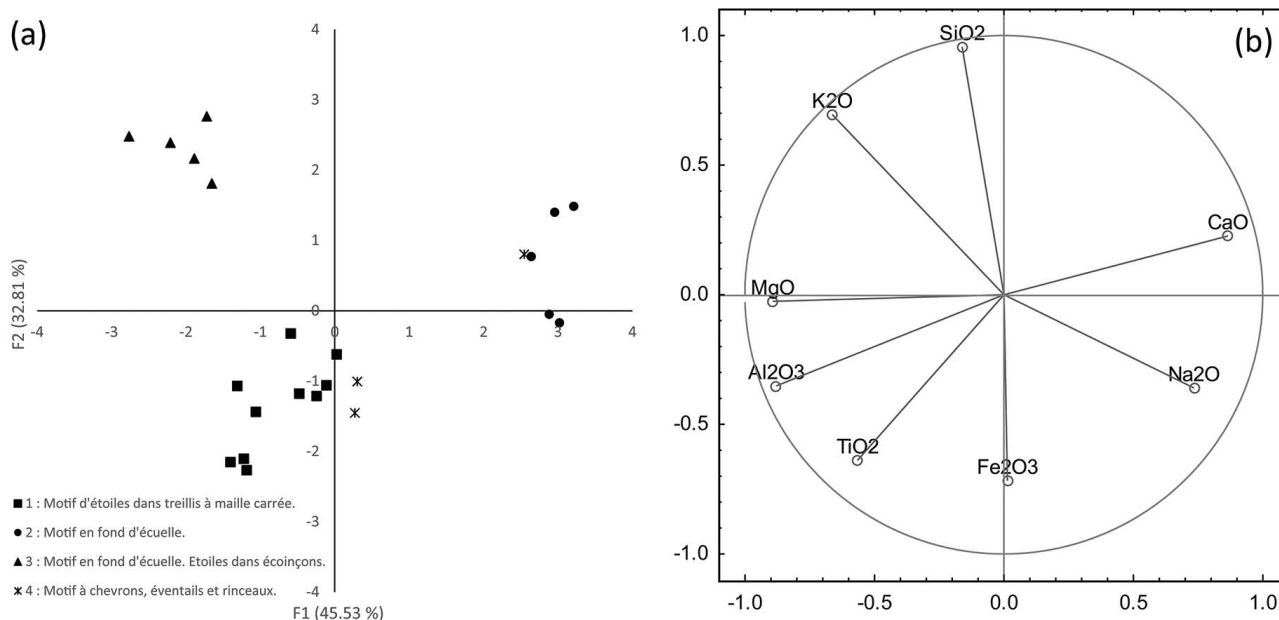 (a)
4
3
2
1
0
-4
-3
-2
-1
0
1
2
3
4
-1
-2
-3
-4
F2 (32.81 %)
F1 (45.53 %)
1 : Motif d'étoiles dans treillis à maille carrée.
2 : Motif en fond d'écuelle.
3 : Motif en fond d'écuelle. Etoiles dans écoinçons.
4 : Motif à chevrons, éventails et rinceaux.
(b)
1.0
0.5
0.0
-0.5
-1.0
SiO2
K2O
CaO
MgO
Al2O3
Na2O
TiO2
Fe2O3
-1.0
-0.5
0.0
0.5
1.0